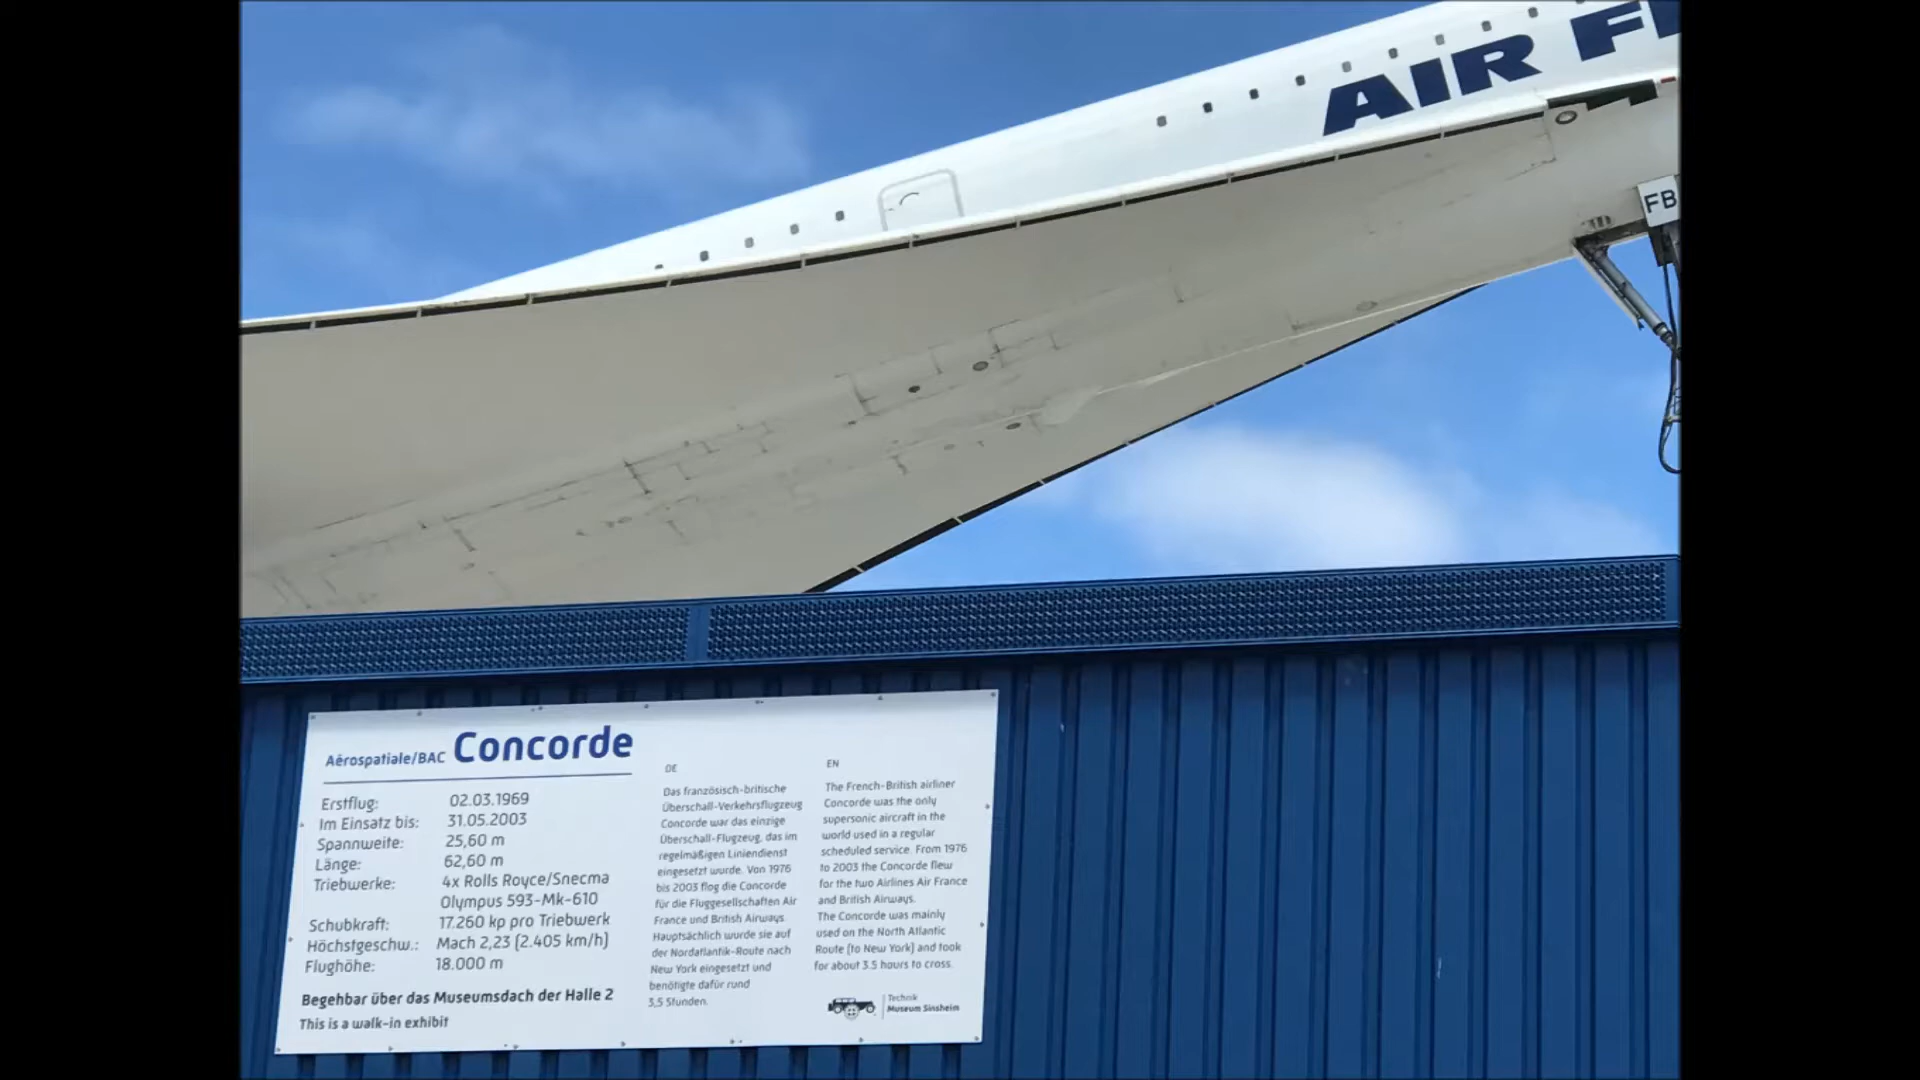 AIR F
FB
Aérospatiale/BAC Concorde
Erstflug: 02.03.1969
Im Einsatz bis: 31.05.2003
Spannweite: 25,60 m
Länge: 62,60 m
Triebwerke: 4x Rolls Royce/Snecma
Olympus 593-Mk-610
Schubkraft: 17.260 kp pro Triebwerk
Höchstgeschw.: Mach 2,23 (2.405 km/h)
Flughöhe: 18.000 m
Begehbar über das Museumsdach der Halle 2
This is a walk-in exhibit
DE
Das französisch-britische
Überschall-Verkehrsflugzeug
Concorde war das einzige
Überschall-Flugzeug, das im
regelmäßigen Liniendienst
eingesetzt wurde. Von 1976
bis 2003 flog die Concorde
für die Fluggesellschaften Air
France und British Airways.
Hauptsächlich wurde sie auf
der Nordatlantik-Route nach
New York eingesetzt und
benötigte dafür rund
3,5 Stunden.
EN
The French-British airliner
Concorde was the only
supersonic aircraft in the
world used in a regular
scheduled service. From 1976
to 2003 the Concorde flew
for the two Airlines Air France
and British Airways.
The Concorde was mainly
used on the North Atlantic
Route (to New York) and took
for about 3.5 hours to cross.
Technik
Museum Sinsheim